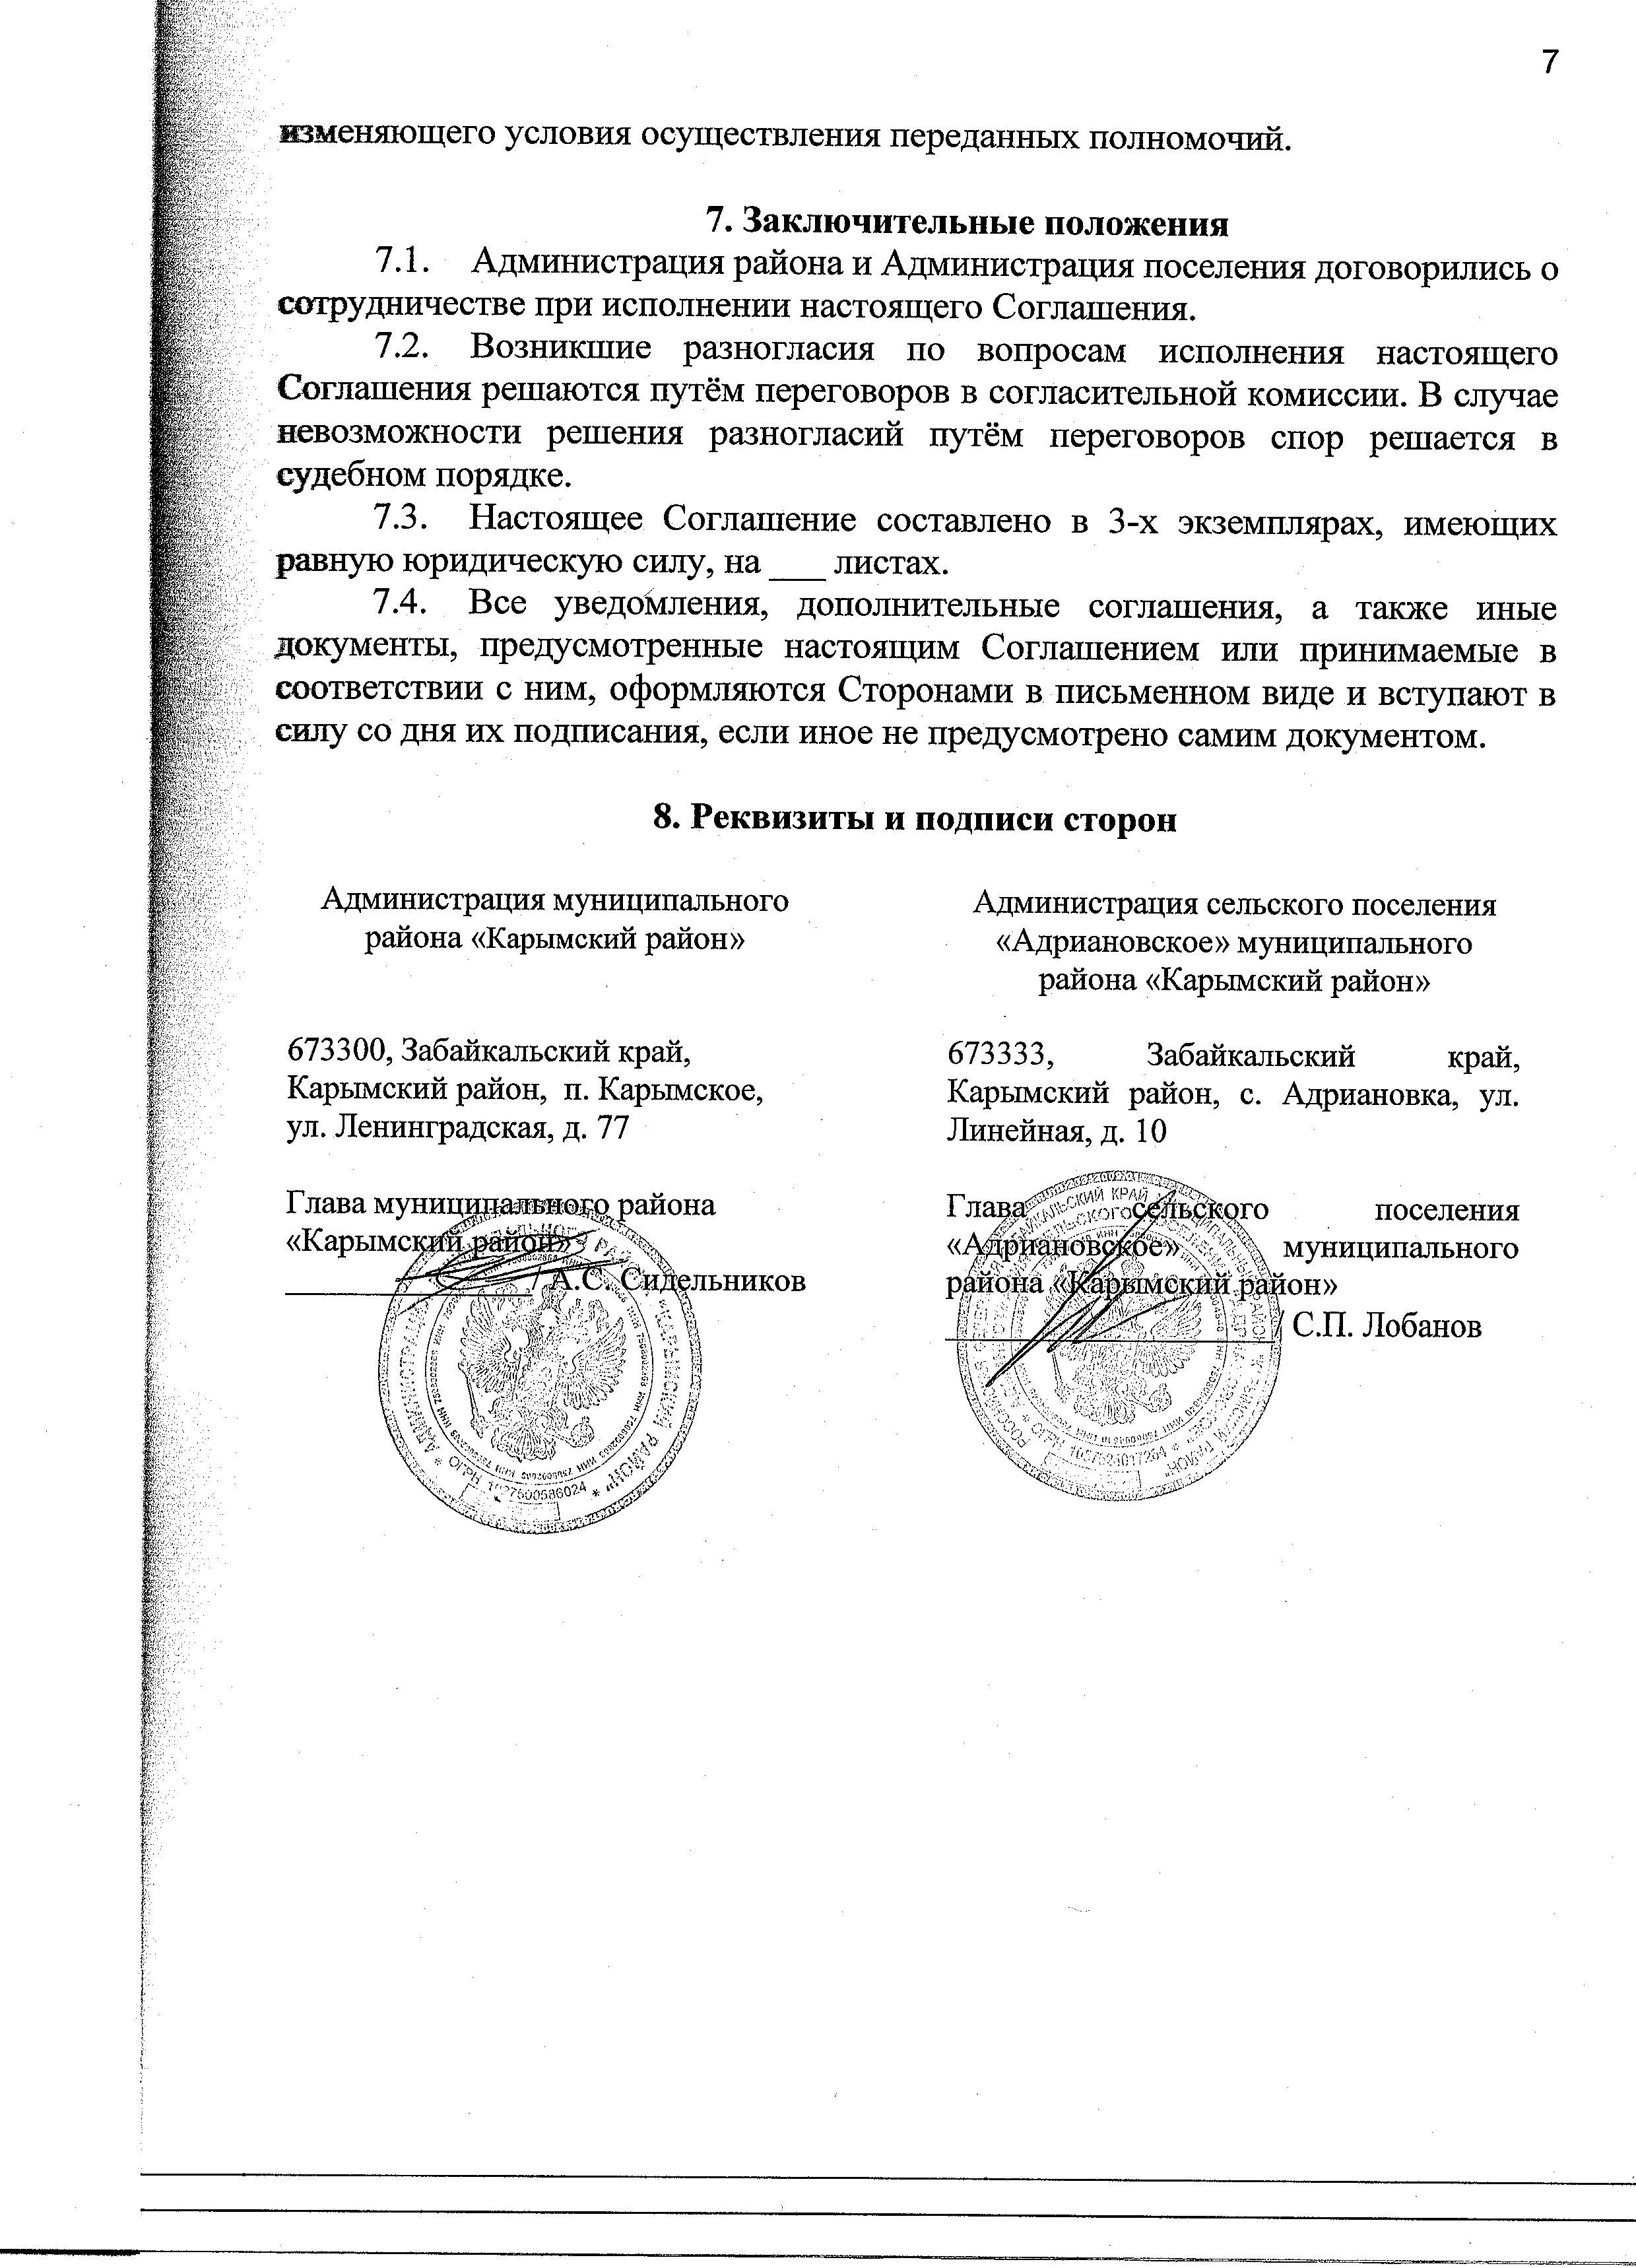 7
изменяющего условия осуществления переданных полномочий.
7. Заключительные положения
7.1. Администрация района и Администрация поселения договорились о
сотрудничестве при исполнении настоящего Соглашения.
7.2. Возникшие разногласия по вопросам исполнения настоящего
Соглашения решаются путём переговоров в согласительной комиссии. В случае
невозможности решения разногласий путём переговоров спор решается в
судебном порядке.
7.3. Настоящее Соглашение составлено в 3-х экземплярах, имеющих
равную юридическую силу, на ___ листах.
7.4. Все уведомления, дополнительные соглашения, а также иные
документы, предусмотренные настоящим Соглашением или принимаемые в
соответствии с ним, оформляются Сторонами в письменном виде и вступают в
силу со дня их подписания, если иное не предусмотрено самим документом.
8. Реквизиты и подписи сторон
Администрация муниципального
района «Карымский район»
673300, Забайкальский край,
Карымский район, п. Карымское,
ул. Ленинградская, д. 77
Глава муниципального района
«Карымский район»
/ А.С. Сидельников
АДМИНИСТРАЦИЯ
"КАРЫМСКИЙ РАЙОН"
ОГРН 1027500586024
Администрация сельского поселения
«Адриановское» муниципального
района «Карымский район»
673333, Забайкальский край,
Карымский район, с. Адриановка, ул.
Линейная, д. 10
Глава сельского поселения
«Адриановское» муниципального
района «Карымский район»
/ С.П. Лобанов